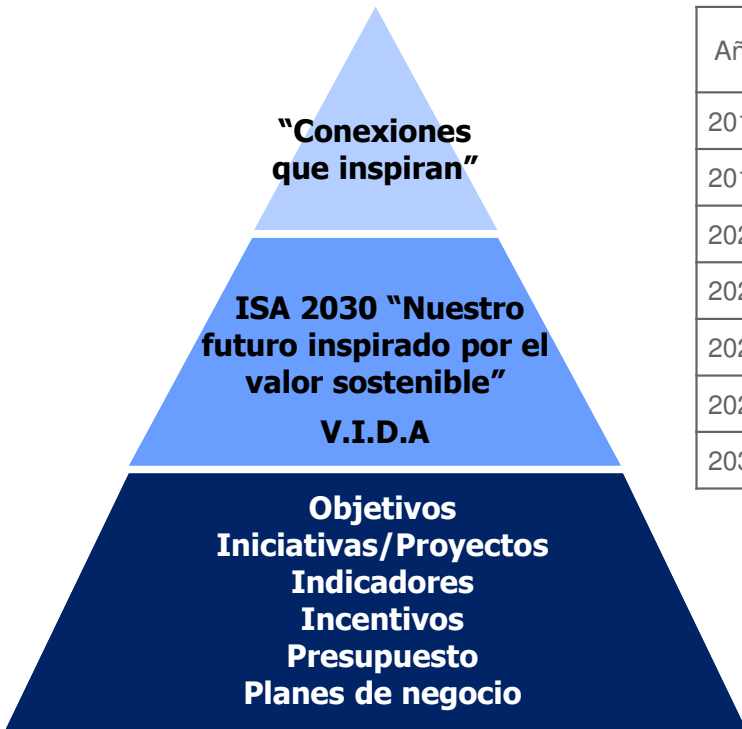 “Conexiones
que inspiran”
ISA 2030 “Nuestro
futuro inspirado por el
valor sostenible”
V.I.D.A
Objetivos
Iniciativas/Proyectos
Indicadores
Incentivos
Presupuesto
Planes de negocio